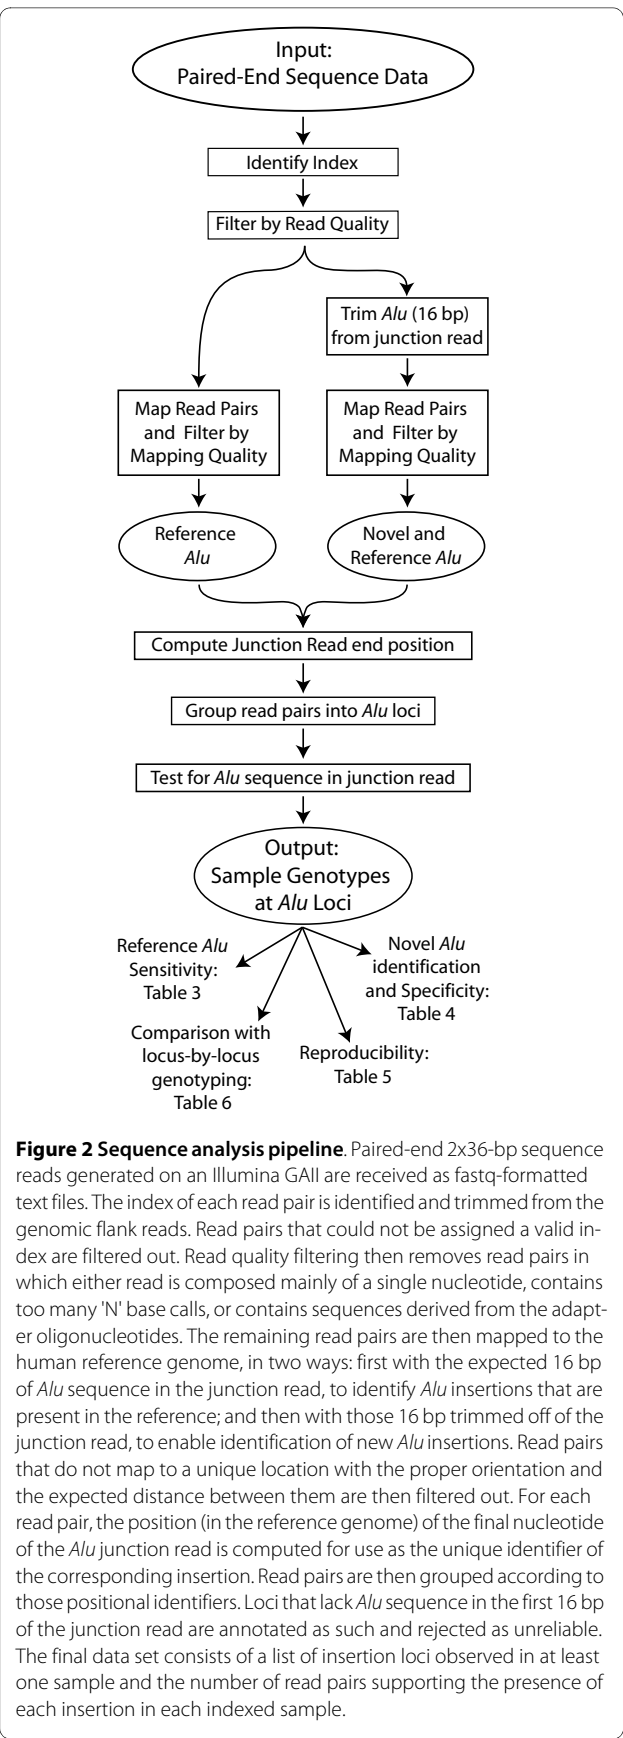 Input:
Paired-End Sequence Data
Identify Index
Filter by Read Quality
Trim Alu (16 bp)
from junction read
Map Read Pairs
and Filter by
Mapping Quality
Map Read Pairs
and Filter by
Mapping Quality
Reference
Alu
Novel and
Reference Alu
Compute Junction Read end position
Group read pairs into Alu loci
Test for Alu sequence in junction read
Output:
Sample Genotypes
at Alu Loci
Reference Alu
Sensitivity:
Table 3
Novel Alu
identification
and Specificity:
Table 4
Comparison with
locus-by-locus
genotyping:
Table 6
Reproducibility:
Table 5
Figure 2 Sequence analysis pipeline. Paired-end 2x36-bp sequence
reads generated on an Illumina GAII are received as fastq-formatted
text files. The index of each read pair is identified and trimmed from the
genomic flank reads. Read pairs that could not be assigned a valid in-
dex are filtered out. Read quality filtering then removes read pairs in
which either read is composed mainly of a single nucleotide, contains
too many 'N' base calls, or contains sequences derived from the adapt-
er oligonucleotides. The remaining read pairs are then mapped to the
human reference genome, in two ways: first with the expected 16 bp
of Alu sequence in the junction read, to identify Alu insertions that are
present in the reference; and then with those 16 bp trimmed off of the
junction read, to enable identification of new Alu insertions. Read pairs
that do not map to a unique location with the proper orientation and
the expected distance between them are then filtered out. For each
read pair, the position (in the reference genome) of the final nucleotide
of the Alu junction read is computed for use as the unique identifier of
the corresponding insertion. Read pairs are then grouped according to
those positional identifiers. Loci that lack Alu sequence in the first 16 bp
of the junction read are annotated as such and rejected as unreliable.
The final data set consists of a list of insertion loci observed in at least
one sample and the number of read pairs supporting the presence of
each insertion in each indexed sample.